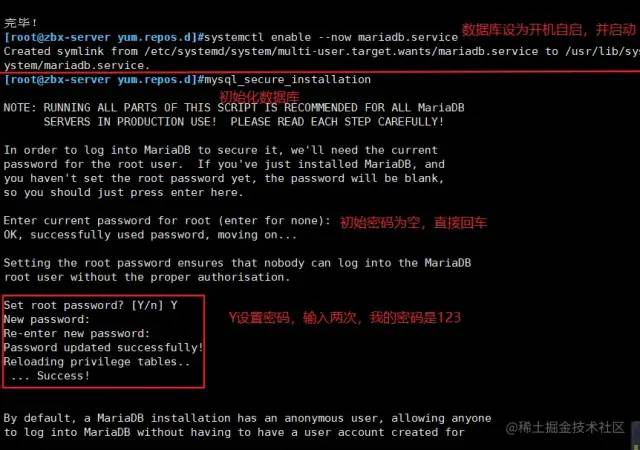 完毕！
[root@zbx-server yum.repos.d]#systemctl enable --now mariadb.service 数据库设为开机自启，并启动
Created symlink from /etc/systemd/system/multi-user.target.wants/mariadb.service to /usr/lib/sy
ystem/mariadb.service.
[root@zbx-server yum.repos.d]#mysql_secure_installation
初始化数据库
NOTE: RUNNING ALL PARTS OF THIS SCRIPT IS RECOMMENDED FOR ALL MariaDB
SERVERS IN PRODUCTION USE! PLEASE READ EACH STEP CAREFULLY!
In order to log into MariaDB to secure it, we'll need the current
password for the root user. If you've just installed MariaDB, and
you haven't set the root password yet, the password will be blank,
so you should just press enter here.
Enter current password for root (enter for none): 初始密码为空，直接回车
OK, successfully used password, moving on...
Setting the root password ensures that nobody can log into the MariaDB
root user without the proper authorisation.
Set root password? [Y/n] Y
New password: Y设置密码，输入两次，我的密码是123
Re-enter new password:
Password updated successfully!
Reloading privilege tables..
... Success!
By default, a MariaDB installation has an anonymous user, allowing anyone
to log into MariaDB without having to have a user account created for
@稀土掘金技术社区